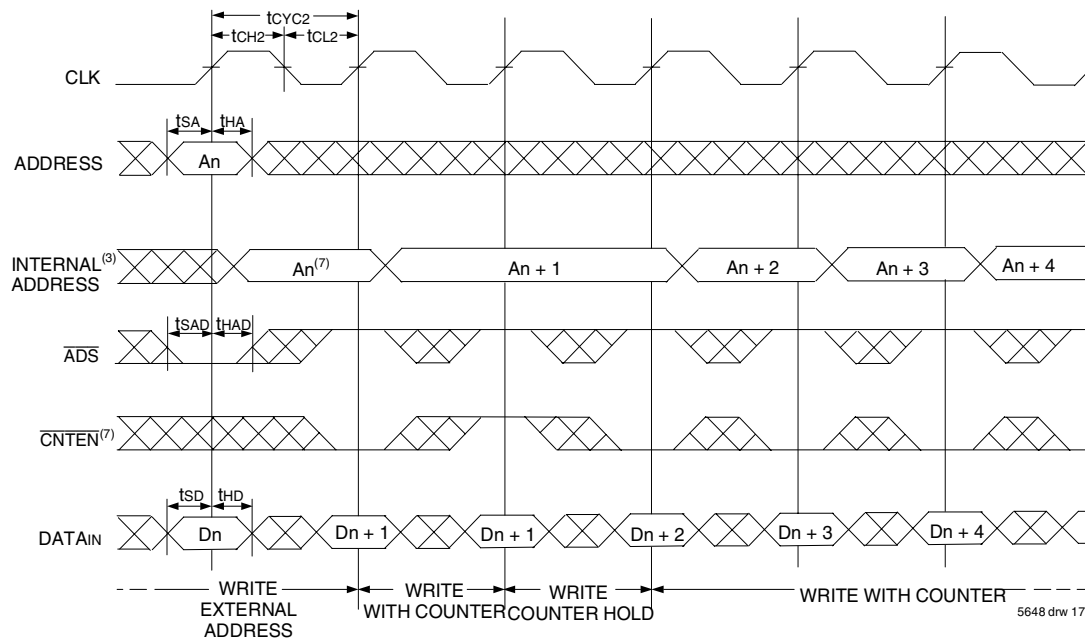 tCYC2
tCH2 tCL2
CLK
tSA tHA
ADDRESS An
INTERNAL(3) ADDRESS An(7) An + 1 An + 2 An + 3 An + 4
tSAD tHAD
ADS
CNTEN(7)
tSD tHD
DATAIN Dn Dn + 1 Dn + 1 Dn + 2 Dn + 3 Dn + 4
WRITE EXTERNAL ADDRESS
WRITE WITH COUNTER
WRITE COUNTER HOLD
WRITE WITH COUNTER
5648 drw 17